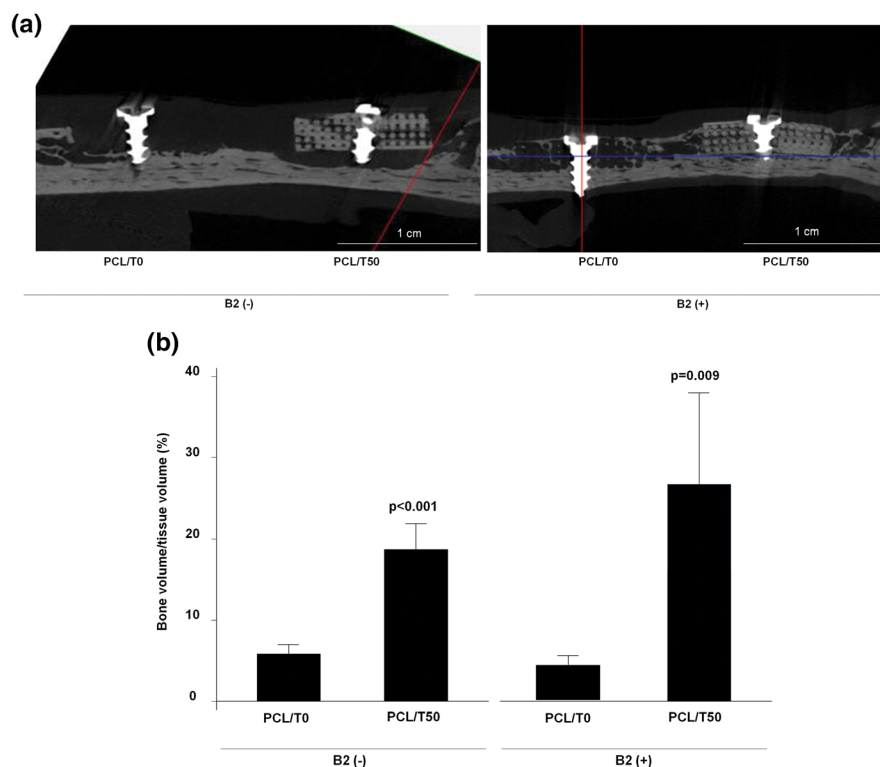 (a)
1 cm
1 cm
PCL/T0 PCL/T50 PCL/T0 PCL/T50
B2 (-) B2 (+)
(b)
Bone volume/tissue volume (%)
40
30
20
10
0
p<0.001
p=0.009
PCL/T0 PCL/T50 PCL/T0 PCL/T50
B2 (-) B2 (+)